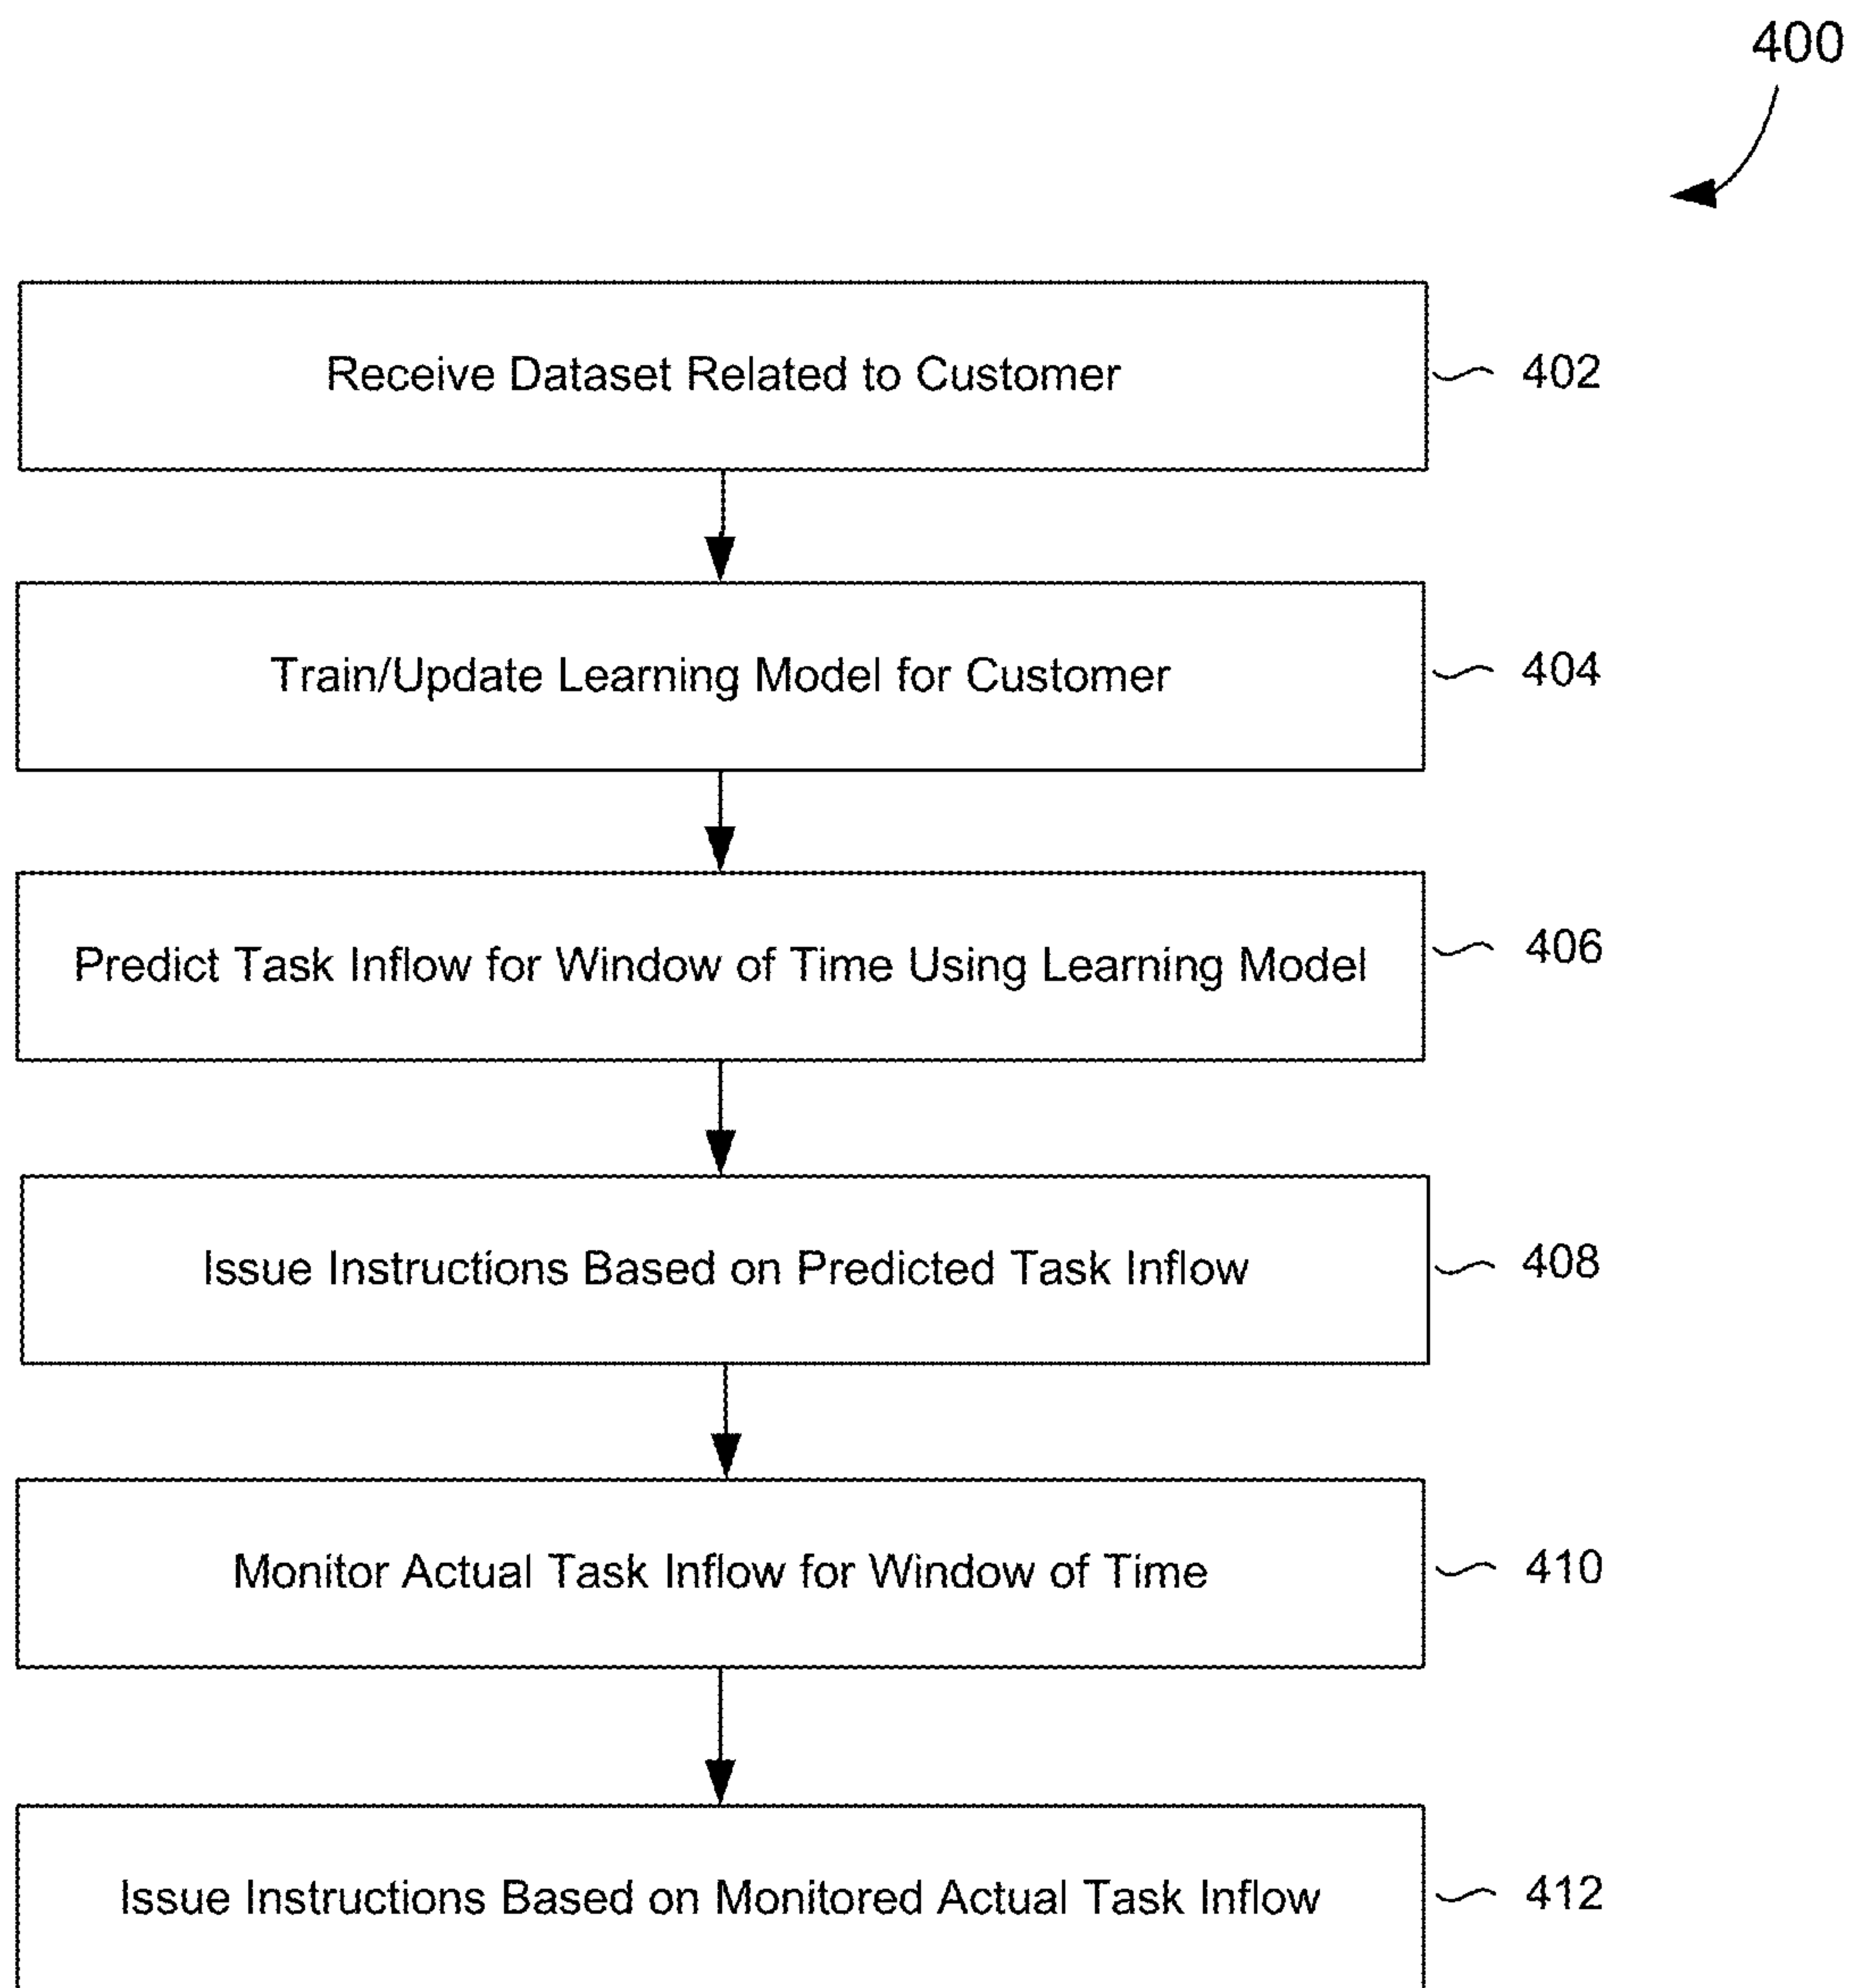 400
Receive Dataset Related to Customer
402
Train/Update Learning Model for Customer
404
Predict Task Inflow for Window of Time Using Learning Model
406
Issue Instructions Based on Predicted Task Inflow
408
Monitor Actual Task Inflow for Window of Time
410
Issue Instructions Based on Monitored Actual Task Inflow
412